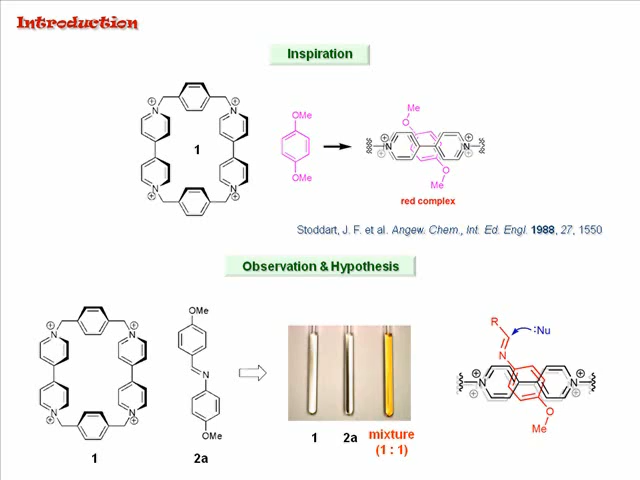 Introduction
Inspiration
1
OMe
OMe
Me
O
O
Me
N
N
N
N
N
N
red complex
Stoddart, J. F. et al. Angew. Chem., Int. Ed. Engl. 1988, 27, 1550
Observation & Hypothesis
N
N
N
N
OMe
N
OMe
R
:Nu
N
N
N
O
Me
1
2a
1
2a
mixture
(1 : 1)